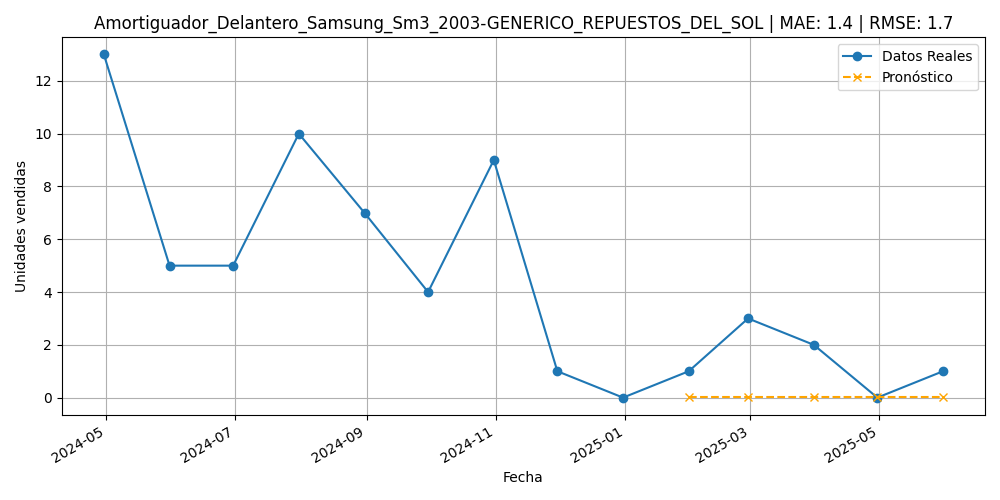 Amortiguador_Delantero_Samsung_Sm3_2003-GENERICO_REPUESTOS_DEL_SOL | MAE: 1.4 | RMSE: 1.7
Datos Reales
Pronóstico
Unidades vendidas
12
10
8
6
4
2
0
2024-05
2024-07
2024-09
2024-11
2025-01
2025-03
2025-05
Fecha